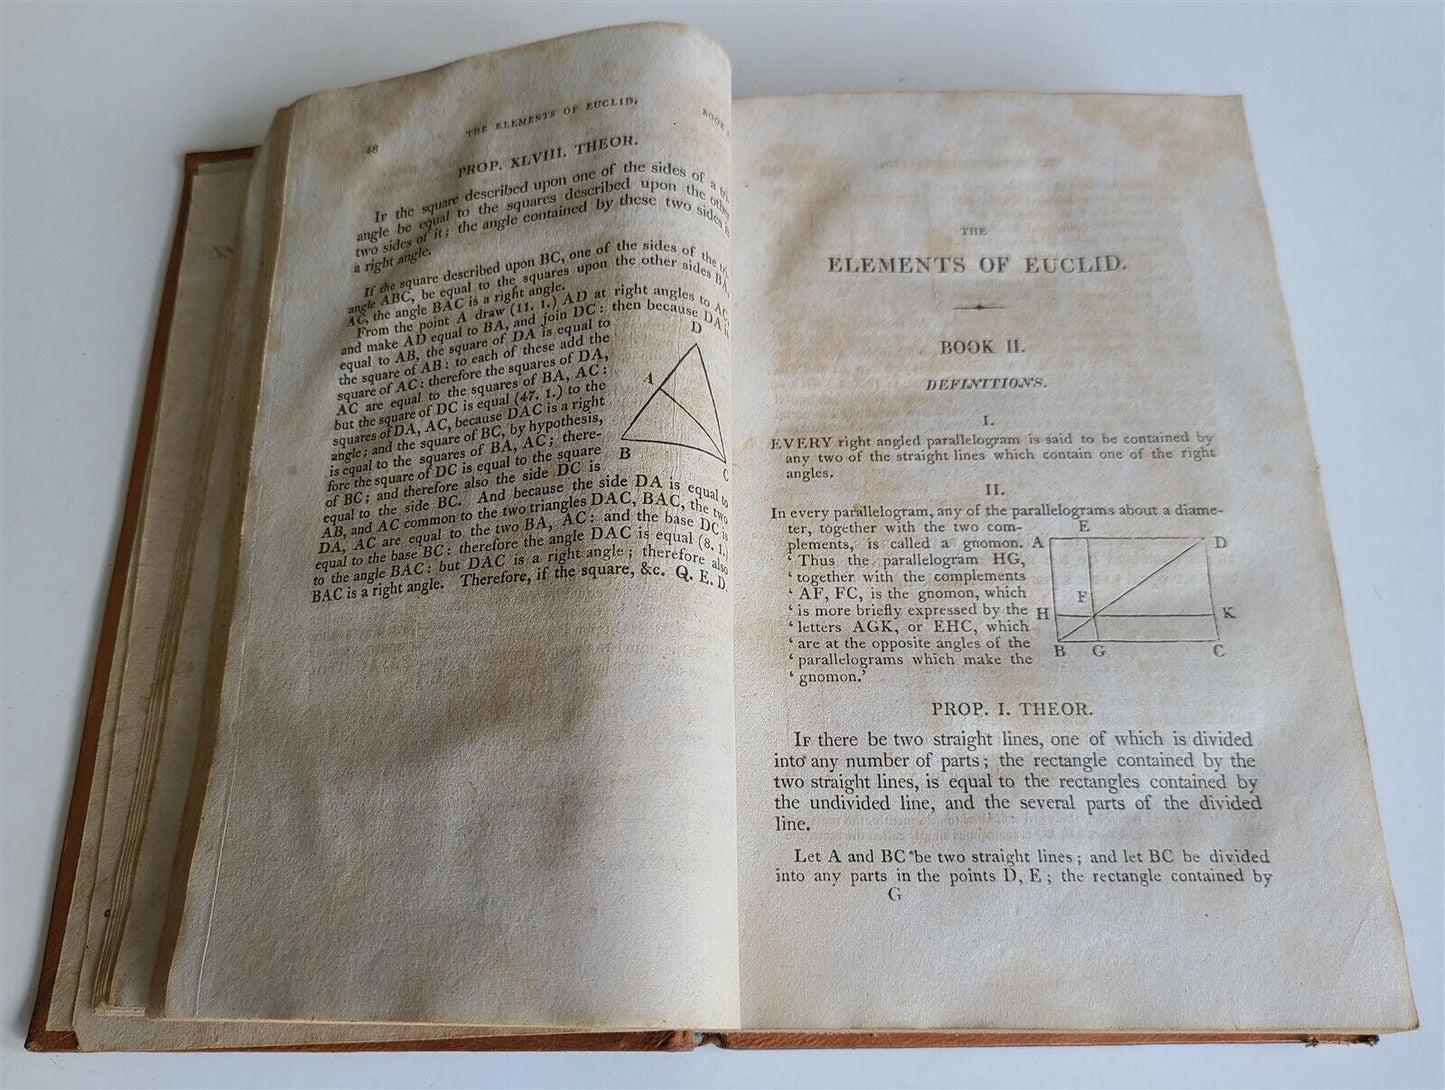 48
THE ELEMENTS OF EUCLID,
BOOK I.
PROP. XLVIII. THEOR.
IF the square described upon one of the sides of a tri-
angle be equal to the squares described upon the other
two sides of it; the angle contained by these two sides is
a right angle.
If the square described upon BC, one of the sides of the tri-
angle ABC, be equal to the squares upon the other sides BA,
AC, the angle BAC is a right angle.
From the point A draw (11. 1.) AD at right angles to AC,
and make AD equal to BA, and join DC: then because DA is
equal to AB, the square of DA is equal to
the square of AB: to each of these add the
square of AC: therefore the squares of DA,
AC are equal to the squares of BA, AC:
but the square of DC is equal (47. 1.) to the
squares of DA, AC, because DAC is a right
angle; and the square of BC, by hypothesis,
is equal to the squares of BA, AC; there-
fore the square of DC is equal to the square
of BC; and therefore also the side DC is
equal to the side BC. And because the side DA is equal to
AB, and AC common to the two triangles DAC, BAC, the two
DA, AC are equal to the two BA, AC: and the base DC is
equal to the base BC: therefore the angle DAC is equal (8. 1.)
to the angle BAC: but DAC is a right angle; therefore also
BAC is a right angle. Therefore, if the square, &c. Q. E. D.
D
A
B
C
THE
ELEMENTS OF EUCLID.
BOOK II.
DEFINITIONS.
I.
EVERY right angled parallelogram is said to be contained by
any two of the straight lines which contain one of the right
angles.
II.
In every parallelogram, any of the parallelograms about a diame-
ter, together with the two com-
plements, is called a gnomon.
‘ Thus the parallelogram HG,
‘ together with the complements
‘ AF, FC, is the gnomon, which
‘ is more briefly expressed by the
‘ letters AGK, or EHC, which
‘ are at the opposite angles of the
‘ parallelograms which make the
‘ gnomon.’
A E D
F
H K
B G C
PROP. I. THEOR.
IF there be two straight lines, one of which is divided
into any number of parts; the rectangle contained by the
two straight lines, is equal to the rectangles contained by
the undivided line, and the several parts of the divided
line.
Let A and BC be two straight lines; and let BC be divided
into any parts in the points D, E; the rectangle contained by
G